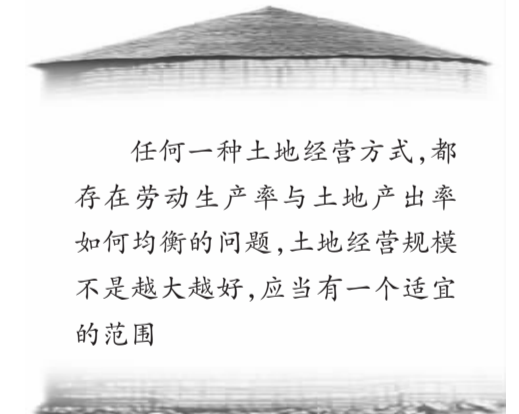 任何一种土地经营方式,都
存在劳动生产率与土地产出率
如何均衡的问题,土地经营规模
不是越大越好,应当有一个适宜
的范围